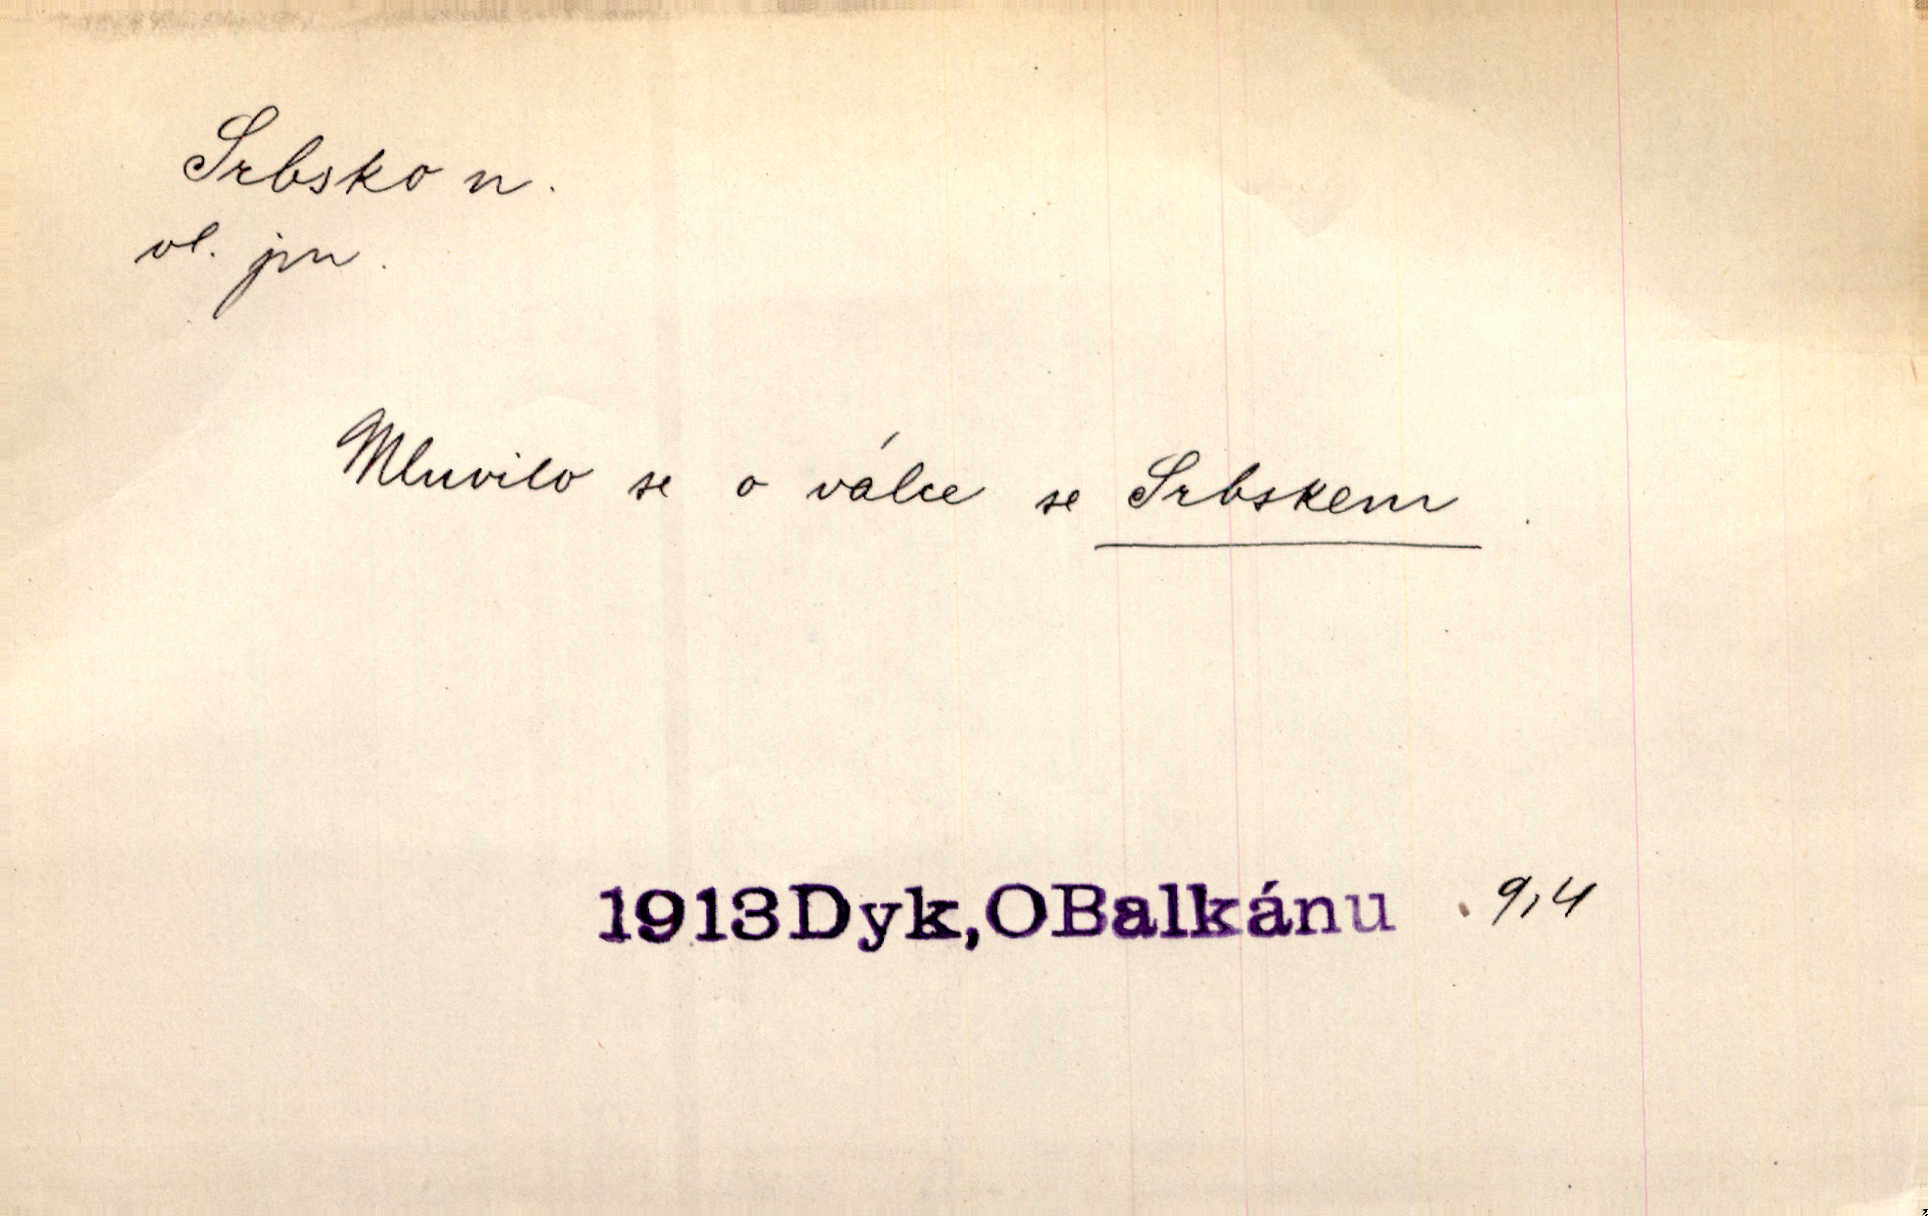 Srbsko n.
vl. jm.
Mluvilo se o válce se Srbskem.
1913 Dyk, O Balkánu . 9,4